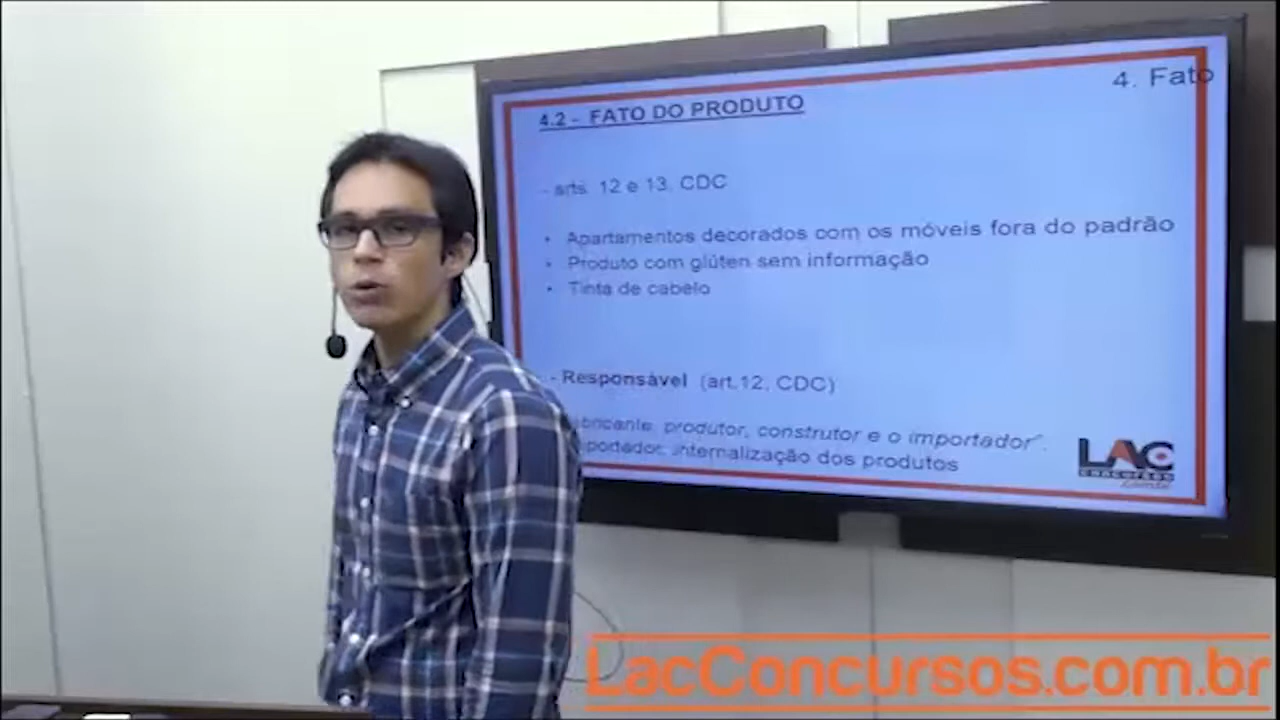 4. Fato
4.2 - FATO DO PRODUTO
- arts. 12 e 13, CDC
• Apartamentos decorados com os móveis fora do padrão
• Produto com glúten sem informação
• Tinta de cabelo
- Responsável (art.12, CDC)
produtor, construtor e o importador".
internalização dos produtos
LAC
CONCURSOS
LacConcursos.com.br